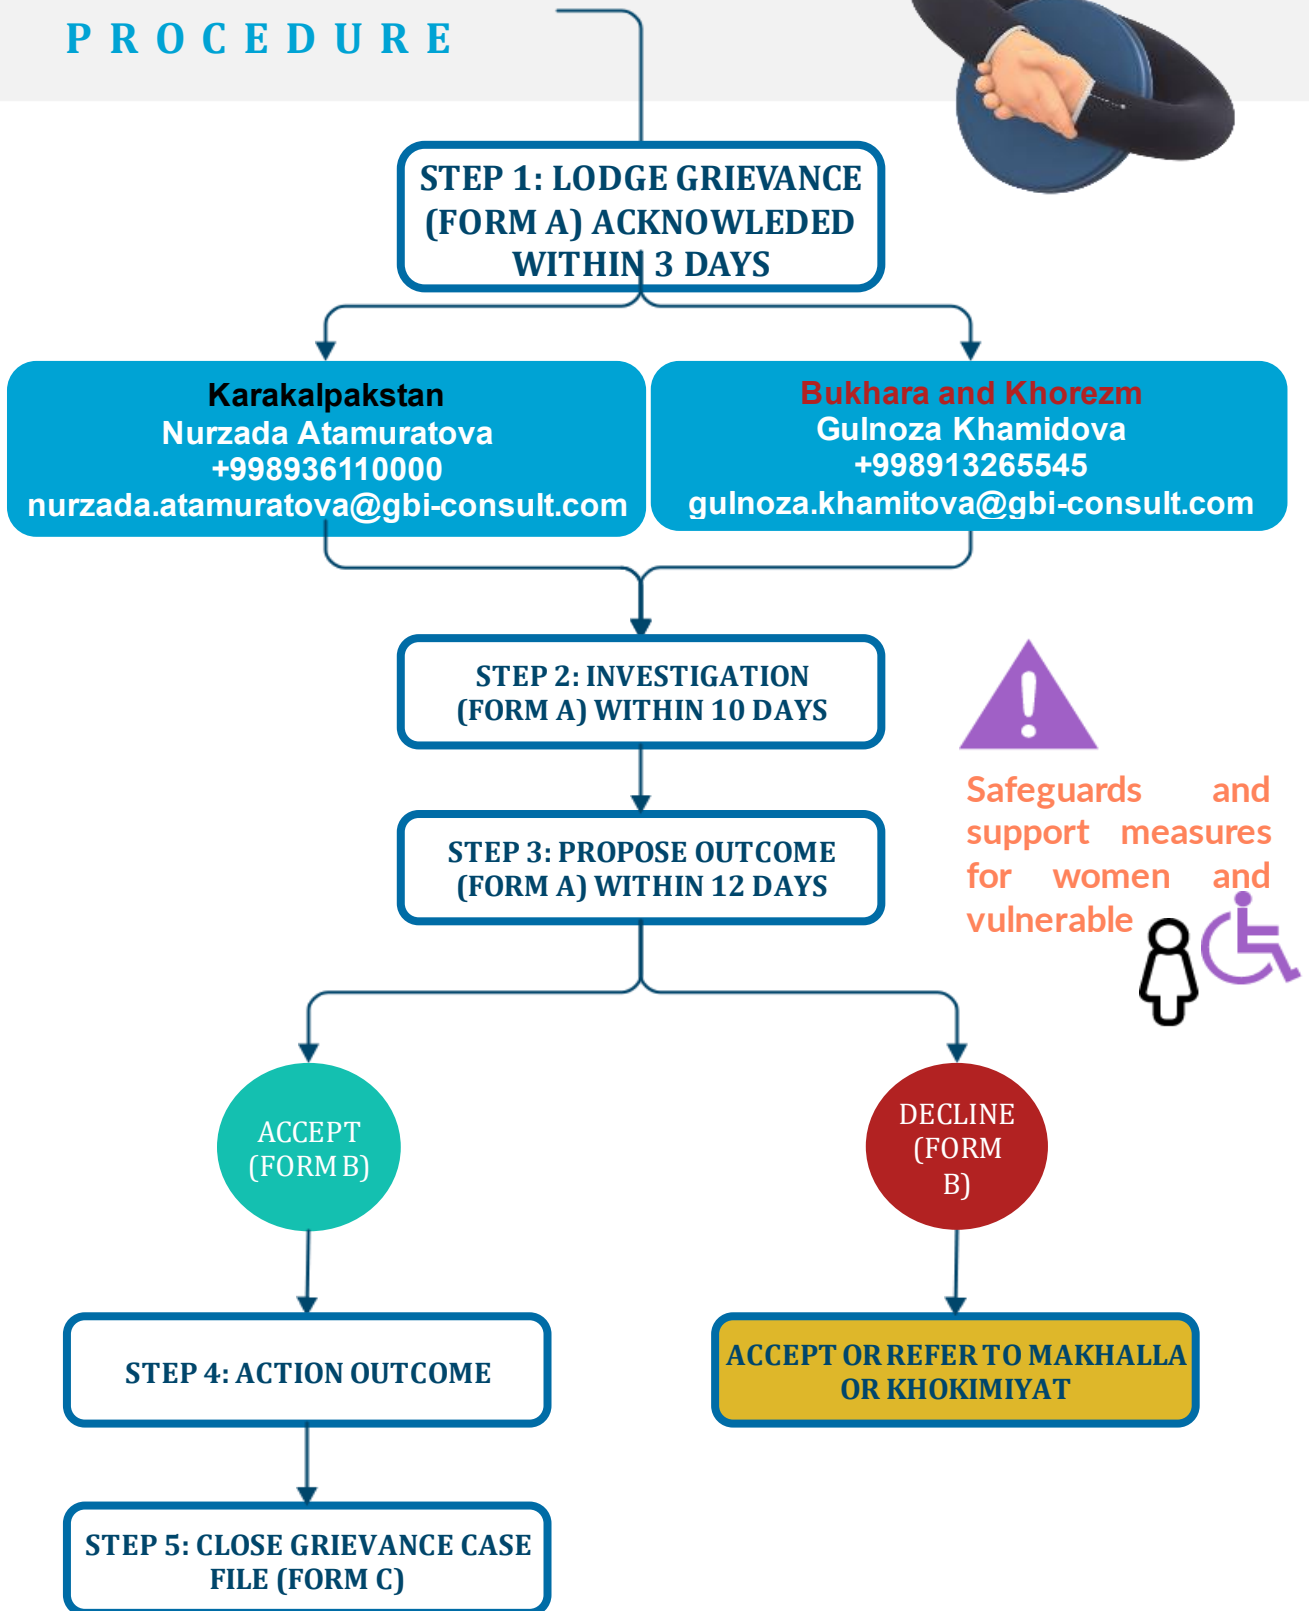 PROCEDURE
STEP 1: LODGE GRIEVANCE
(FORM A) ACKNOWLEDED
WITHIN 3 DAYS
Karakalpakstan
Nurzada Atamuratova
+998936110000
nurzada.atamuratova@gbi-consult.com
Bukhara and Khorezm
Gulnoza Khamidova
+998913265545
gulnoza.khamitova@gbi-consult.com
STEP 2: INVESTIGATION
(FORM A) WITHIN 10 DAYS
STEP 3: PROPOSE OUTCOME
(FORM A) WITHIN 12 DAYS
Safeguards and
support measures
for women and
vulnerable
ACCEPT
(FORM B)
DECLINE
(FORM
B)
STEP 4: ACTION OUTCOME
ACCEPT OR REFER TO MAKHALLA
OR KHOKIMIYAT
STEP 5: CLOSE GRIEVANCE CASE
FILE (FORM C)